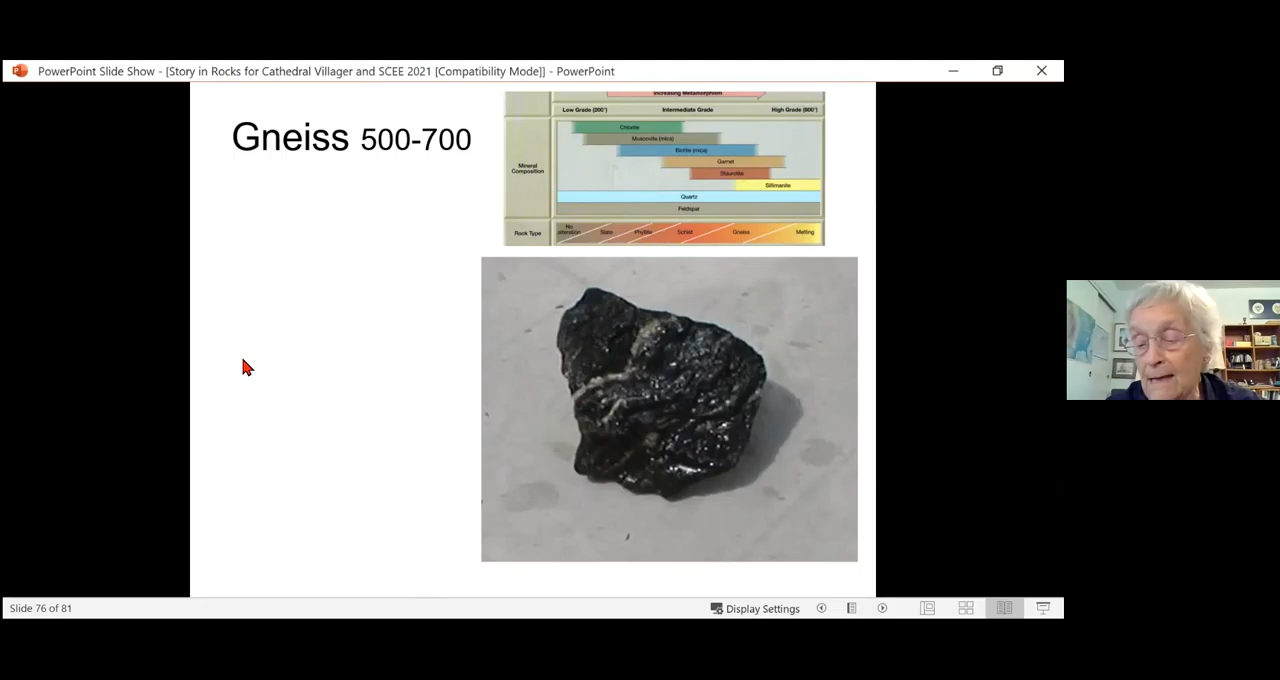 PowerPoint Slide Show - [Story in Rocks for Cathedral Villager and SCEE 2021 [Compatibility Mode]] - PowerPoint
Gneiss 500-700
Increasing Metamorphism
Low Grade (200°) Intermediate Grade High Grade (800°)
Chlorite
Muscovite (mica)
Biotite (mica)
Garnet
Mineral Composition
Staurolite
Sillimanite
Quartz
Feldspar
Rock Type No alteration Slate Phyllite Schist Gneiss Melting
Slide 76 of 81 Display Settings